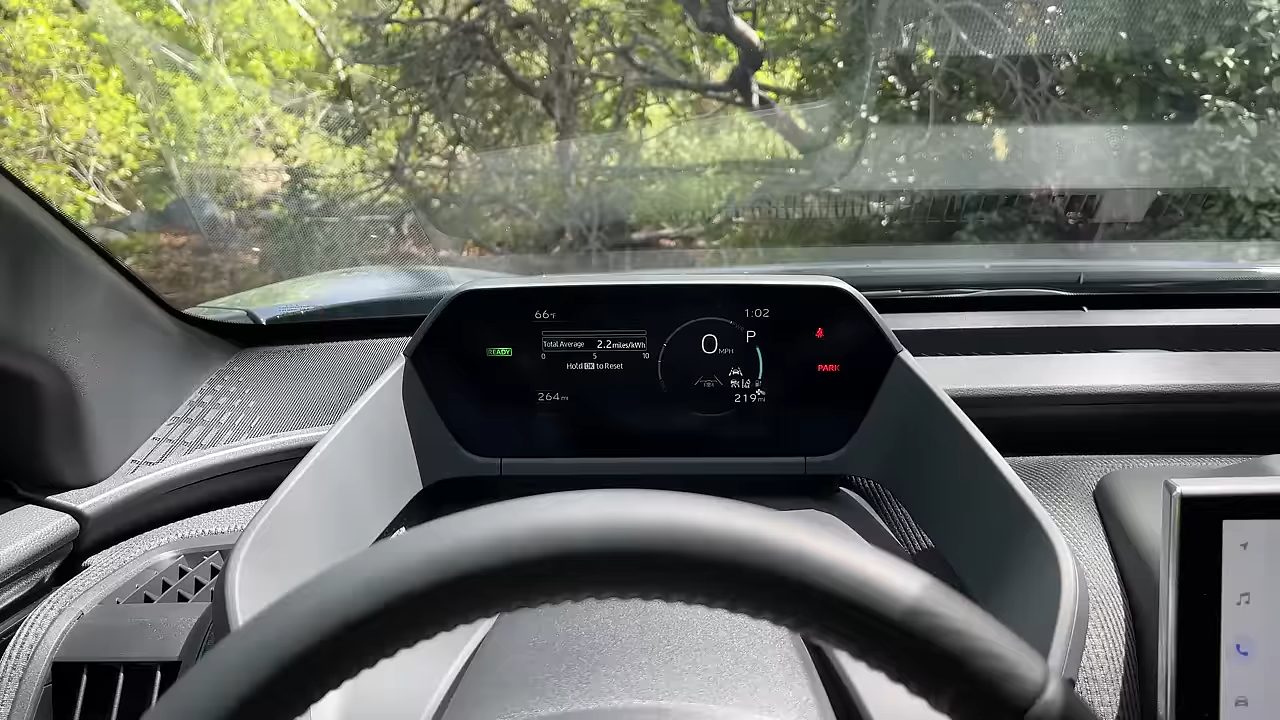 66°F
1:02
READY
Total Average 2.2 miles/kWh
0 5 10
Hold OK to Reset
0 MPH
P
PARK
264 mi
219 mi